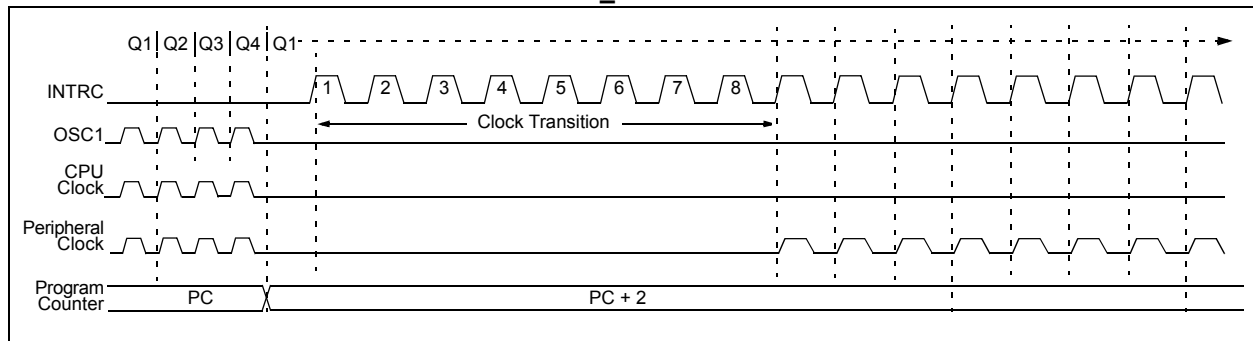 Q1 Q2 Q3 Q4 Q1
INTRC
1 2 3 4 5 6 7 8
Clock Transition
OSC1
CPU
Clock
Peripheral
Clock
Program
Counter
PC
PC + 2